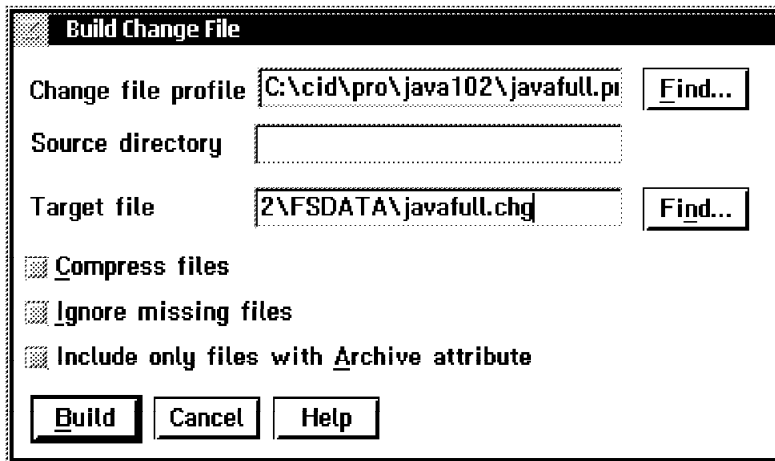 Build Change File
Change file profile C:\cid\pro\java102\javafull.pr Find...
Source directory
Target file 2\FSDATA\javafull.chg Find...
Compress files
Ignore missing files
Include only files with Archive attribute
Build Cancel Help